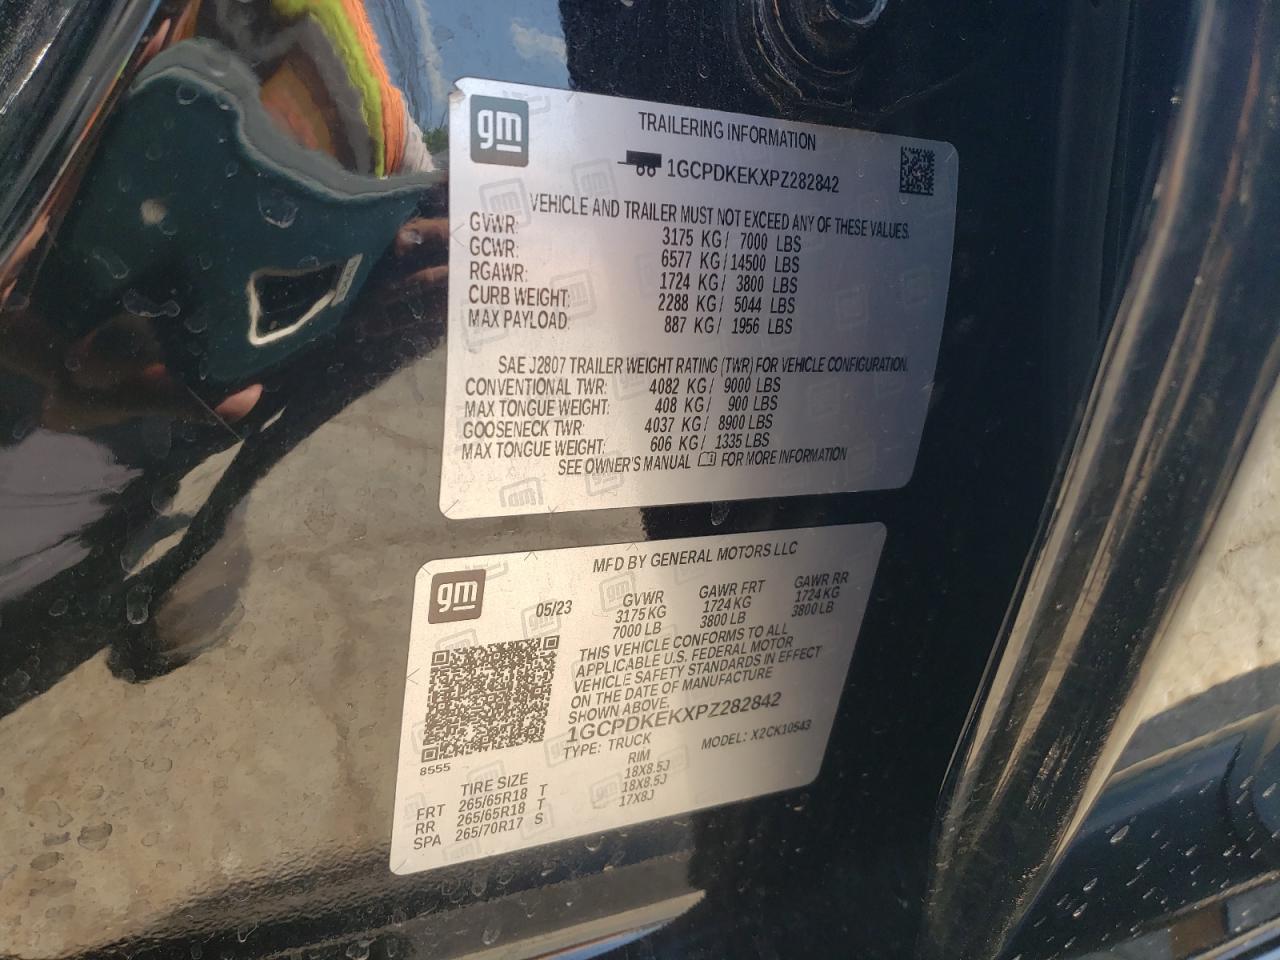 gm
TRAILERING INFORMATION
1GCPDKEKXPZ282842
VEHICLE AND TRAILER MUST NOT EXCEED ANY OF THESE VALUES.
GVWR: 3175 KG/ 7000 LBS
GCWR: 6577 KG/14500 LBS
RGAWR: 1724 KG/ 3800 LBS
CURB WEIGHT: 2288 KG/ 5044 LBS
MAX PAYLOAD: 887 KG/ 1956 LBS
SAE J2807 TRAILER WEIGHT RATING (TWR) FOR VEHICLE CONFIGURATION.
CONVENTIONAL TWR: 4082 KG/ 9000 LBS
MAX TONGUE WEIGHT: 408 KG/ 900 LBS
GOOSENECK TWR: 4037 KG/ 8900 LBS
MAX TONGUE WEIGHT: 606 KG/ 1335 LBS
SEE OWNER'S MANUAL FOR MORE INFORMATION
gm
MFD BY GENERAL MOTORS LLC
05/23 GVWR GAWR FRT GAWR RR
3175 KG 1724 KG 1724 KG
7000 LB 3800 LB 3800 LB
THIS VEHICLE CONFORMS TO ALL
APPLICABLE U.S. FEDERAL MOTOR
VEHICLE SAFETY STANDARDS IN EFFECT
ON THE DATE OF MANUFACTURE
SHOWN ABOVE.
1GCPDKEKXPZ282842
TYPE: TRUCK MODEL: X2CK10543
8555
TIRE SIZE RIM
FRT 265/65R18 T 18X8.5J
RR 265/65R18 T 18X8.5J
SPA 265/70R17 S 17X8J